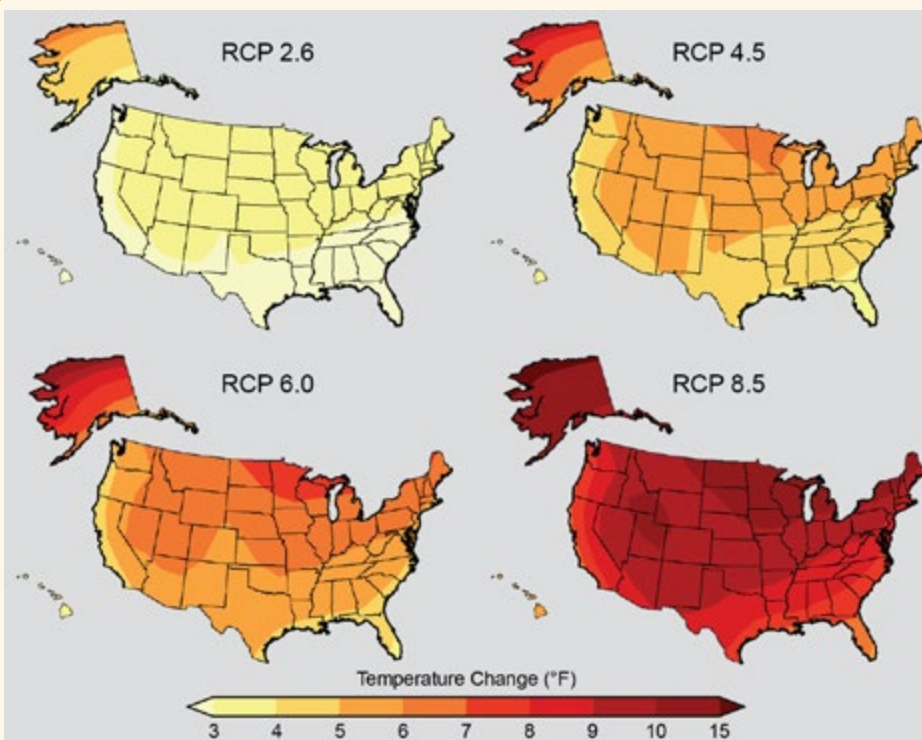 RCP 2.6
RCP 4.5
RCP 6.0
RCP 8.5
Temperature Change (°F)
3 4 5 6 7 8 9 10 15